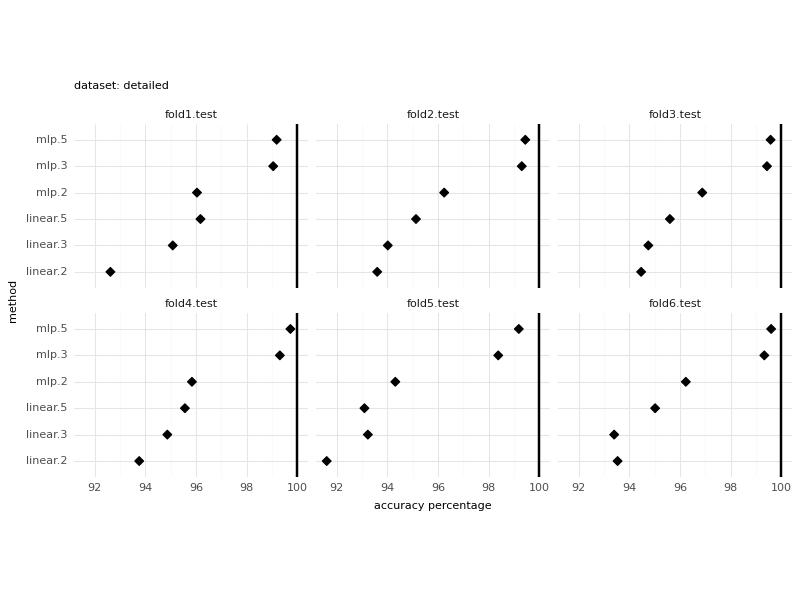 dataset: detailed
fold1.test fold2.test fold3.test
mlp.5
mlp.3
mlp.2
linear.5
linear.3
linear.2
method
fold4.test fold5.test fold6.test
mlp.5
mlp.3
mlp.2
linear.5
linear.3
linear.2
92 94 96 98 100 92 94 96 98 100 92 94 96 98 100
accuracy percentage